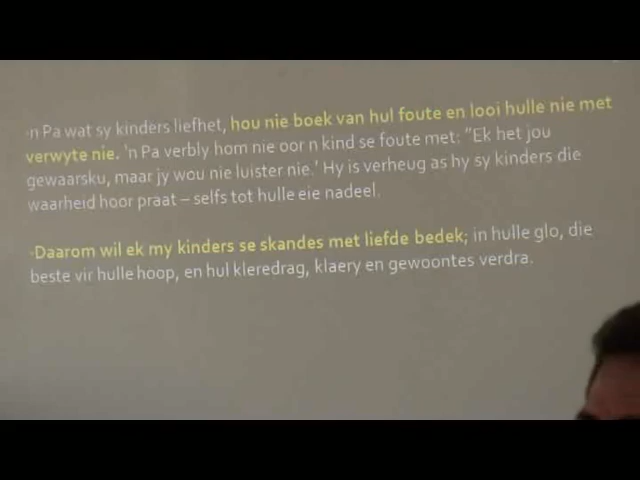 ·'n Pa wat sy kinders liefhet, hou nie boek van hul foute en looi hulle nie met
verwyte nie. 'n Pa verbly hom nie oor n kind se foute met: "Ek het jou
gewaarsku, maar jy wou nie luister nie.' Hy is verheug as hy sy kinders die
waarheid hoor praat – selfs tot hulle eie nadeel.
·Daarom wil ek my kinders se skandes met liefde bedek; in hulle glo, die
beste vir hulle hoop, en hul kleredrag, klaery en gewoontes verdra.